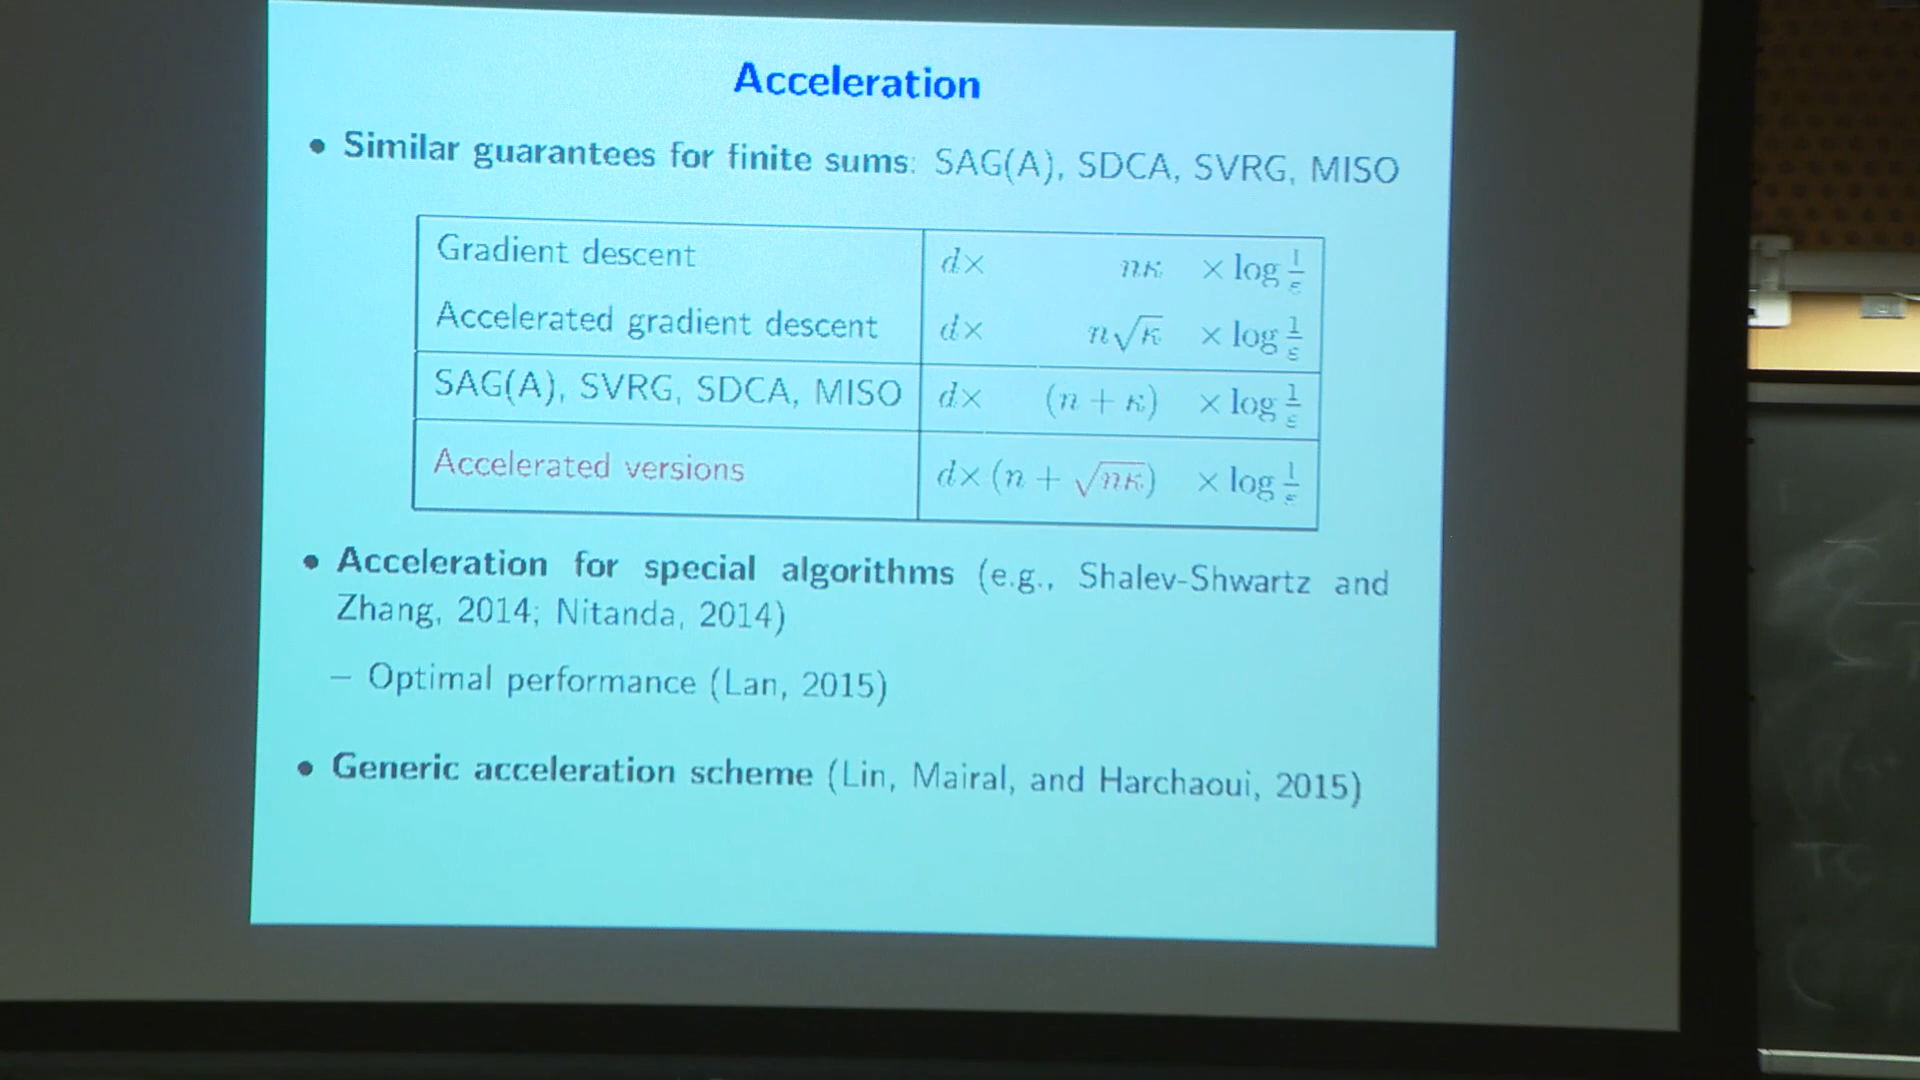 Acceleration
• Similar guarantees for finite sums: SAG(A), SDCA, SVRG, MISO
Gradient descent d× nκ × log 1/ε
Accelerated gradient descent d× n√κ × log 1/ε
SAG(A), SVRG, SDCA, MISO d× (n + κ) × log 1/ε
Accelerated versions d× (n + √nκ) × log 1/ε
• Acceleration for special algorithms (e.g., Shalev-Shwartz and
Zhang, 2014; Nitanda, 2014)
– Optimal performance (Lan, 2015)
• Generic acceleration scheme (Lin, Mairal, and Harchaoui, 2015)